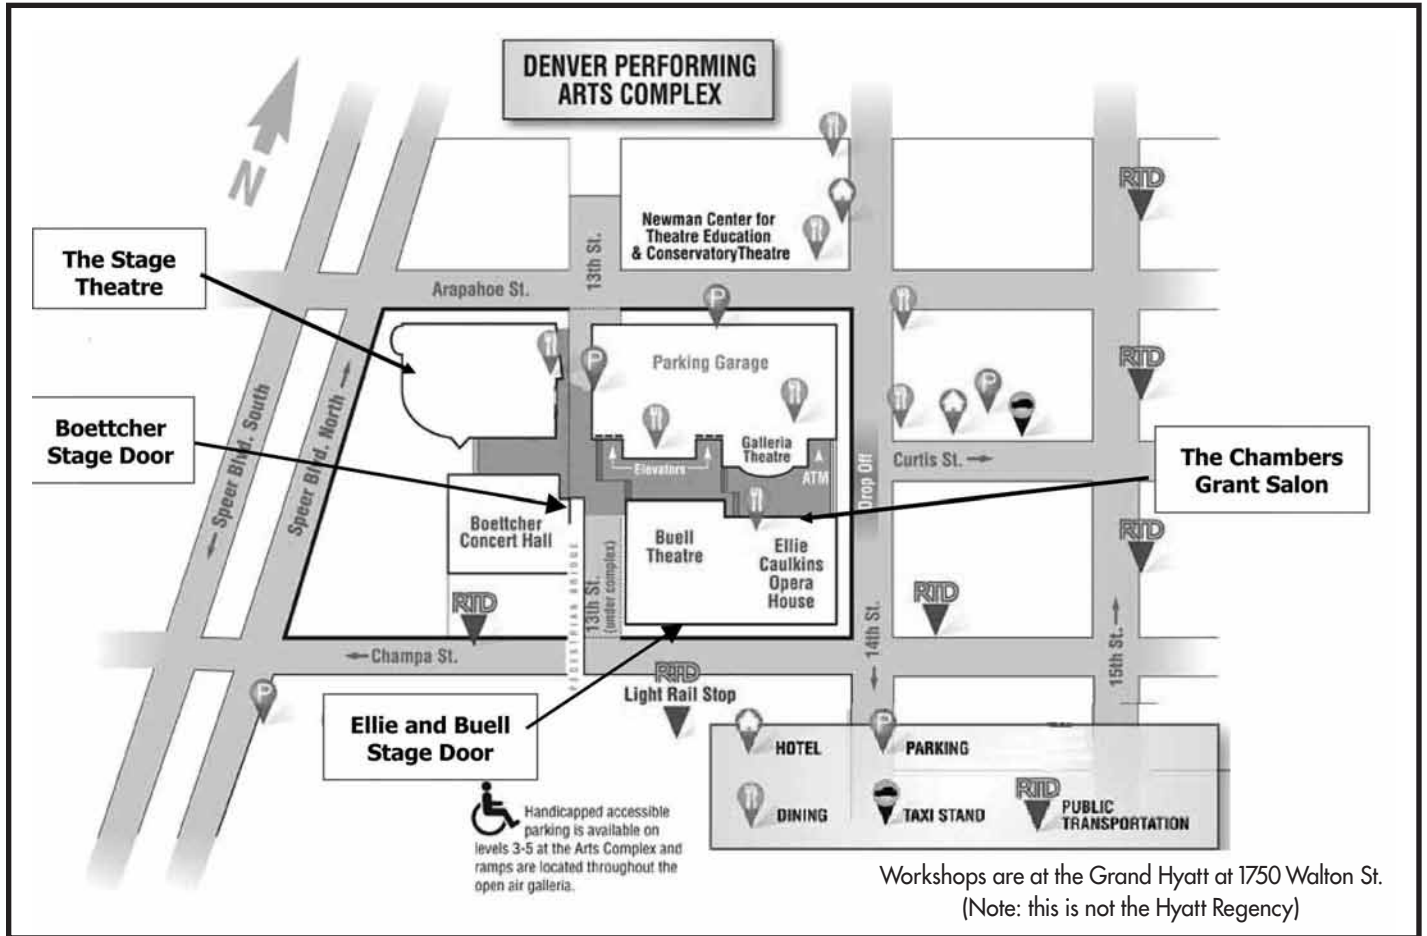 DENVER PERFORMING
ARTS COMPLEX
N
RTD
Newman Center for
Theatre Education
& ConservatoryTheatre
The Stage
Theatre
13th St.
Arapahoe St.
P
Parking Garage
P
RTD
P
Speer Blvd. South
Speer Blvd. North
Boettcher
Stage Door
Galleria
Theatre
Elevators
ATM
Drop Off
Curtis St.
The Chambers
Grant Salon
Boettcher
Concert Hall
Buell
Theatre
Ellie
Caulkins
Opera
House
RTD
PEDESTRIAN BRIDGE
13th St.
(under complex)
RTD
RTD
14th St.
15th St.
Champa St.
RTD
Light Rail Stop
P
Ellie and Buell
Stage Door
HOTEL
P
PARKING
DINING
TAXI STAND
RTD
PUBLIC
TRANSPORTATION
Handicapped accessible
parking is available on
levels 3-5 at the Arts Complex and
ramps are located throughout the
open air galleria.
Workshops are at the Grand Hyatt at 1750 Walton St.
(Note: this is not the Hyatt Regency)